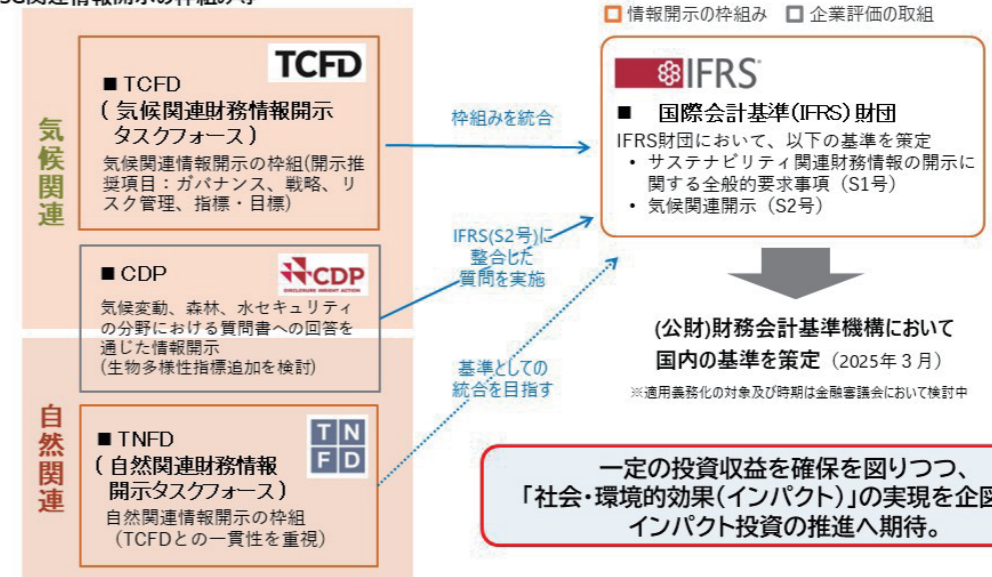 関連情報開示の枠組み
情報開示の枠組み 企業評価の取組
気候関連
TCFD
■ TCFD
(気候関連財務情報開示
タスクフォース)
気候関連情報開示の枠組(開示推
奨項目:ガバナンス、戦略、リ
スク管理、指標・目標)
■ CDP
CDP
DISCLOSURE INSIGHT ACTION
気候変動、森林、水セキュリティ
の分野における質問書への回答を
通じた情報開示
(生物多様性指標追加を検討)
自然関連
■ TNFD
T N
F D
(自然関連財務情報
開示タスクフォース)
自然関連情報開示の枠組
(TCFDとの一貫性を重視)
枠組みを統合
IFRS(S2号)に
整合した
質問を実施
基準としての
統合を目指す
IFRS
■ 国際会計基準(IFRS)財団
IFRS財団において、以下の基準を策定
・ サステナビリティ関連財務情報の開示に
関する全般的要求事項(S1号)
・ 気候関連開示(S2号)
(公財)財務会計基準機構において
国内の基準を策定(2025年3月)
※適用義務化の対象及び時期は金融審議会において検討中
一定の投資収益を確保を図りつつ、
「社会・環境的効果(インパクト)」の実現を企図
インパクト投資の推進へ期待。